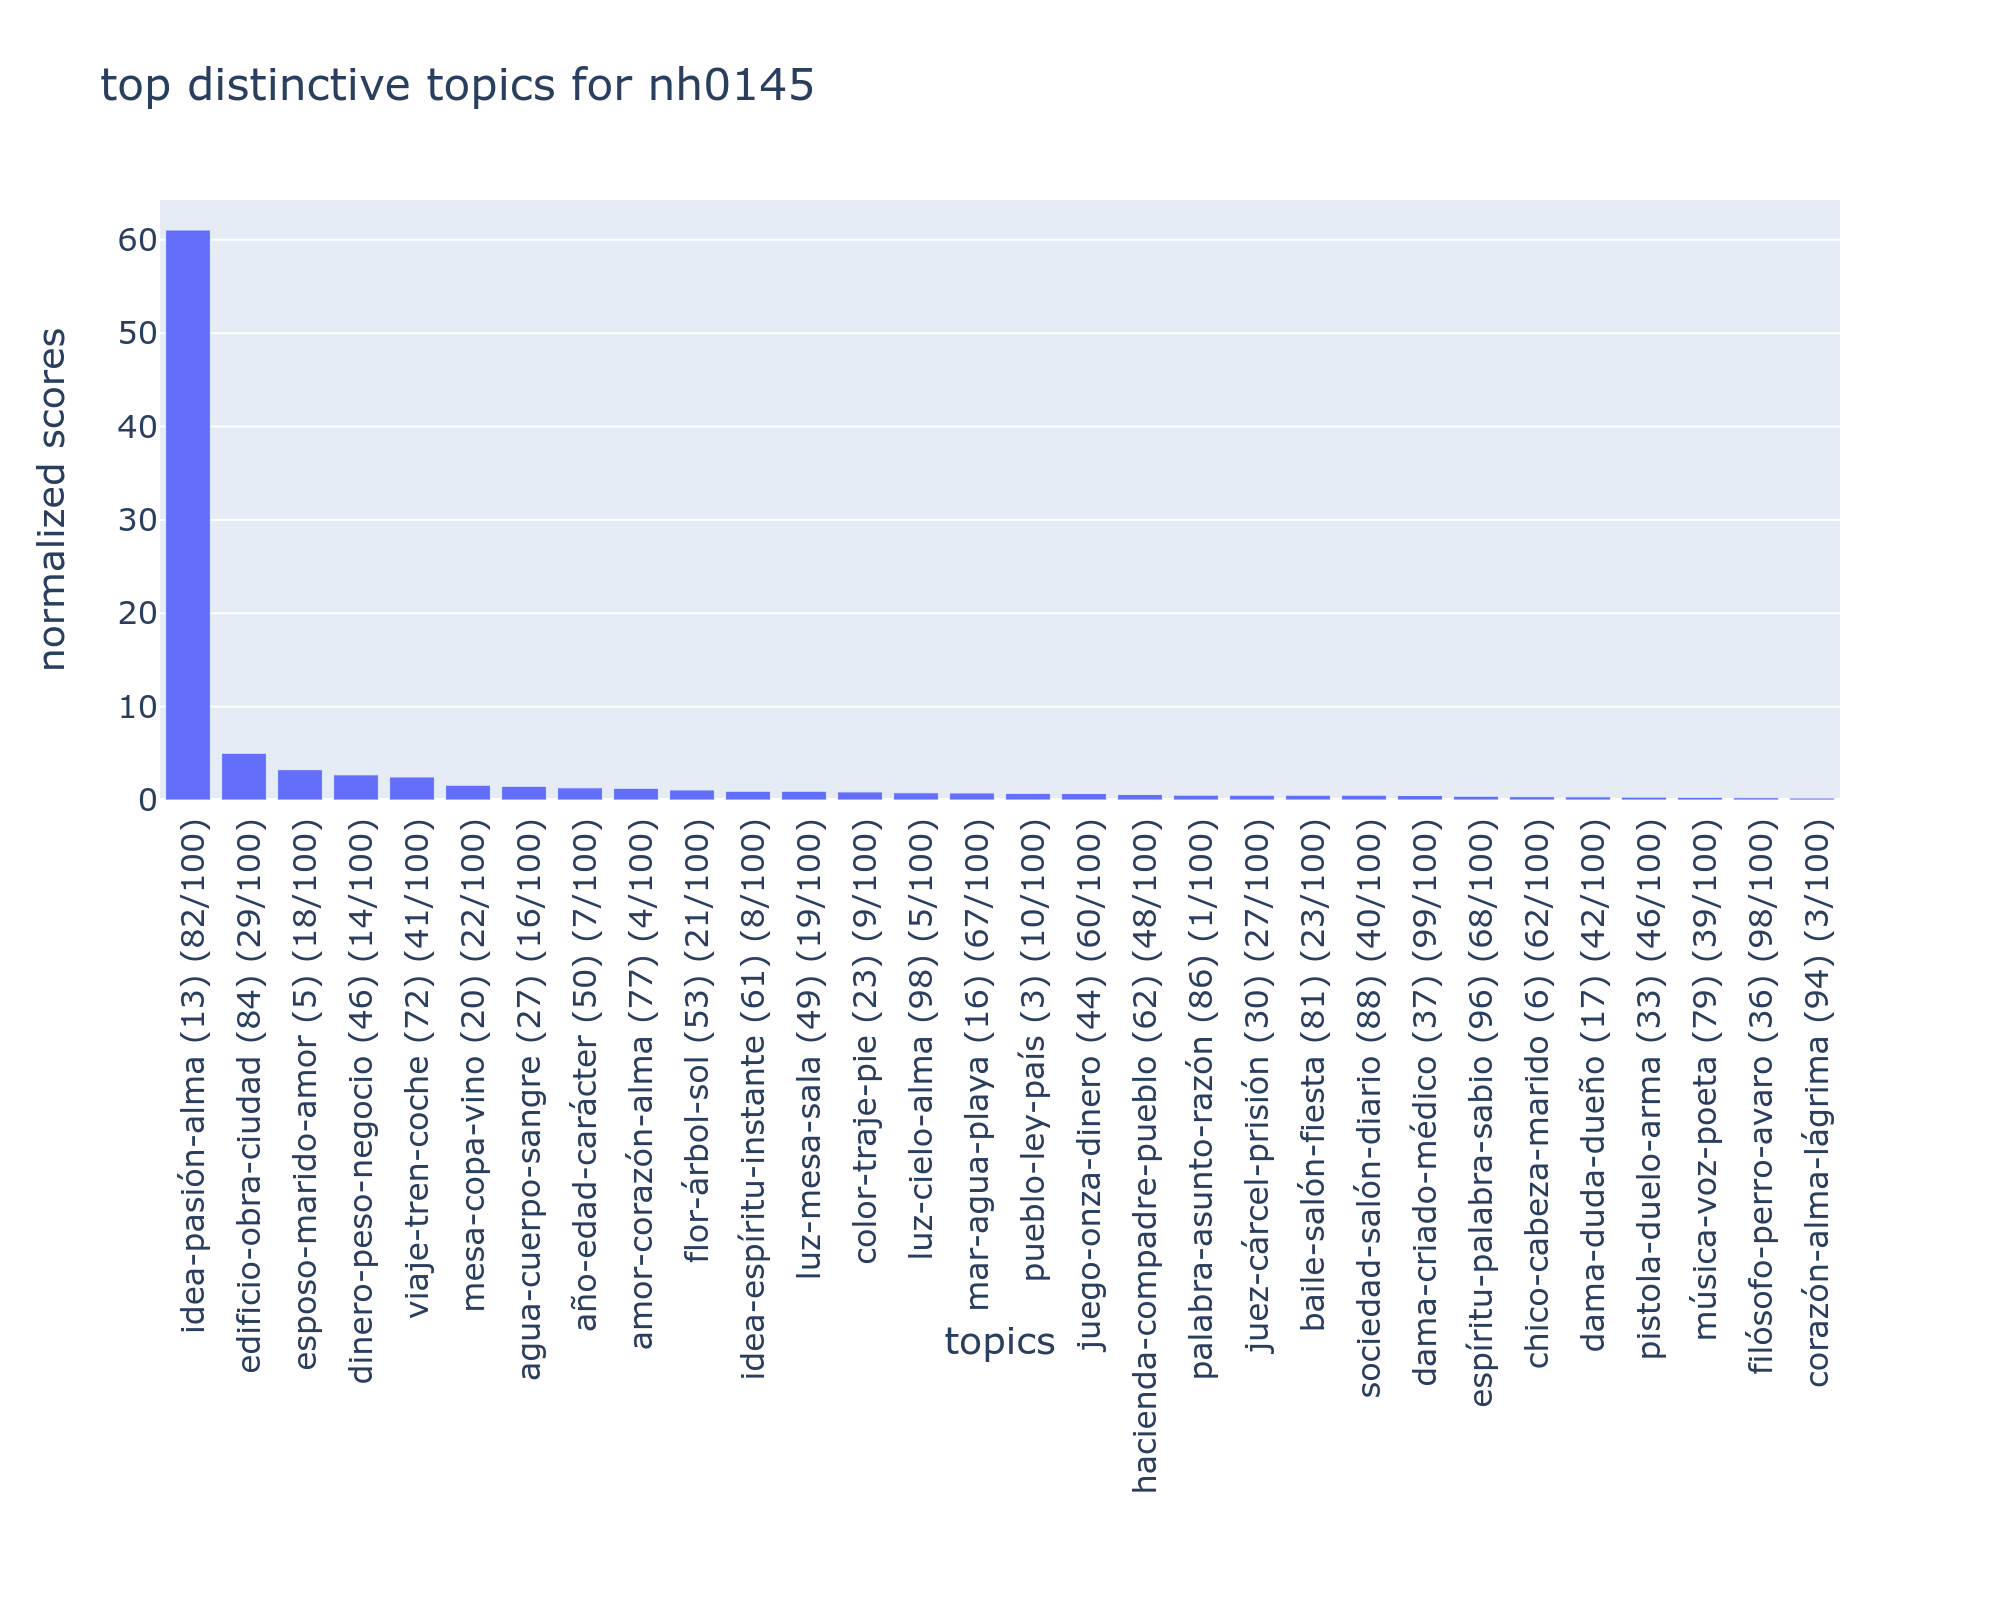 top distinctive topics for nh0145
normalized scores
60
50
40
30
20
10
0
idea-pasión-alma (13) (82/100)
edificio-obra-ciudad (84) (29/100)
esposo-marido-amor (5) (18/100)
dinero-peso-negocio (46) (14/100)
viaje-tren-coche (72) (41/100)
mesa-copa-vino (20) (22/100)
agua-cuerpo-sangre (27) (16/100)
año-edad-carácter (50) (7/100)
amor-corazón-alma (77) (4/100)
flor-árbol-sol (53) (21/100)
idea-espíritu-instante (61) (8/100)
luz-mesa-sala (49) (19/100)
color-traje-pie (23) (9/100)
luz-cielo-alma (98) (5/100)
mar-agua-playa (16) (67/100)
pueblo-ley-país (3) (10/100)
juego-onza-dinero (44) (60/100)
hacienda-compadre-pueblo (62) (48/100)
palabra-asunto-razón (86) (1/100)
juez-cárcel-prisión (30) (27/100)
baile-salón-fiesta (81) (23/100)
sociedad-salón-diario (88) (40/100)
dama-criado-médico (37) (99/100)
espíritu-palabra-sabio (96) (68/100)
chico-cabeza-marido (6) (62/100)
dama-duda-dueño (17) (42/100)
pistola-duelo-arma (33) (46/100)
música-voz-poeta (79) (39/100)
filósofo-perro-avaro (36) (98/100)
corazón-alma-lágrima (94) (3/100)
topics